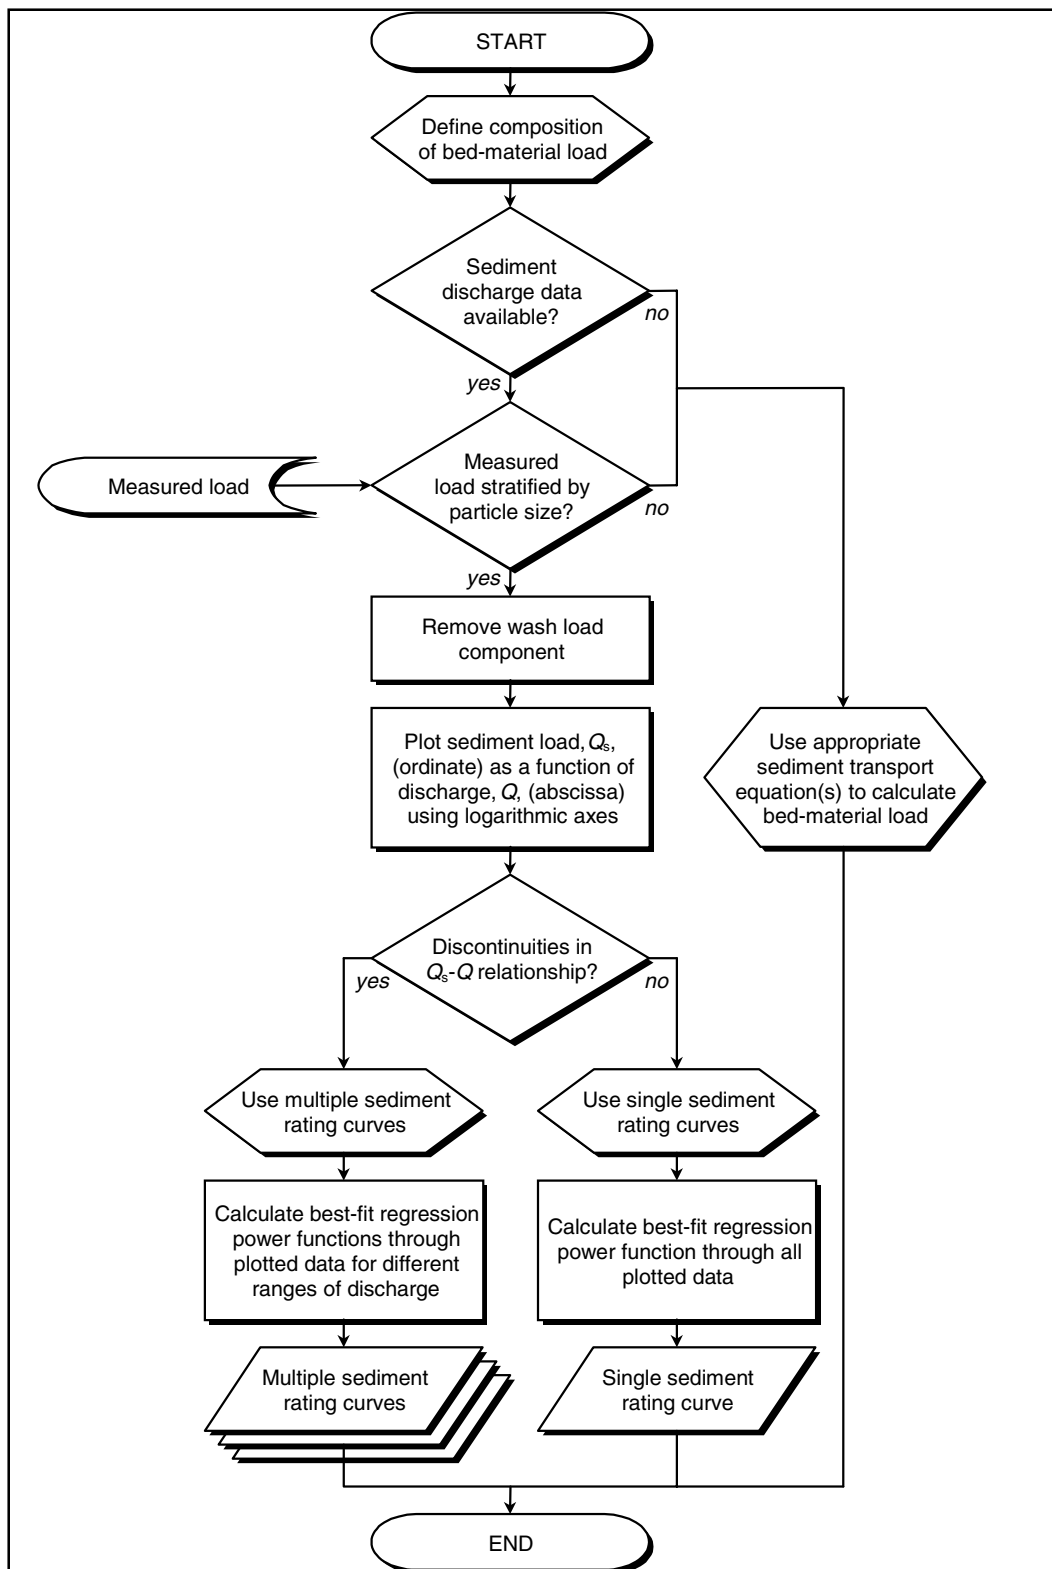 START
Define composition
of bed-material load
Sediment
discharge data
available?
no
yes
Measured load
Measured
load stratified by
particle size?
no
yes
Remove wash load
component
Plot sediment load, Qs,
(ordinate) as a function of
discharge, Q, (abscissa)
using logarithmic axes
Use appropriate
sediment transport
equation(s) to calculate
bed-material load
Discontinuities in
Qs-Q relationship?
yes
no
Use multiple sediment
rating curves
Use single sediment
rating curves
Calculate best-fit regression
power functions through
plotted data for different
ranges of discharge
Calculate best-fit regression
power function through all
plotted data
Multiple sediment
rating curves
Single sediment
rating curve
END